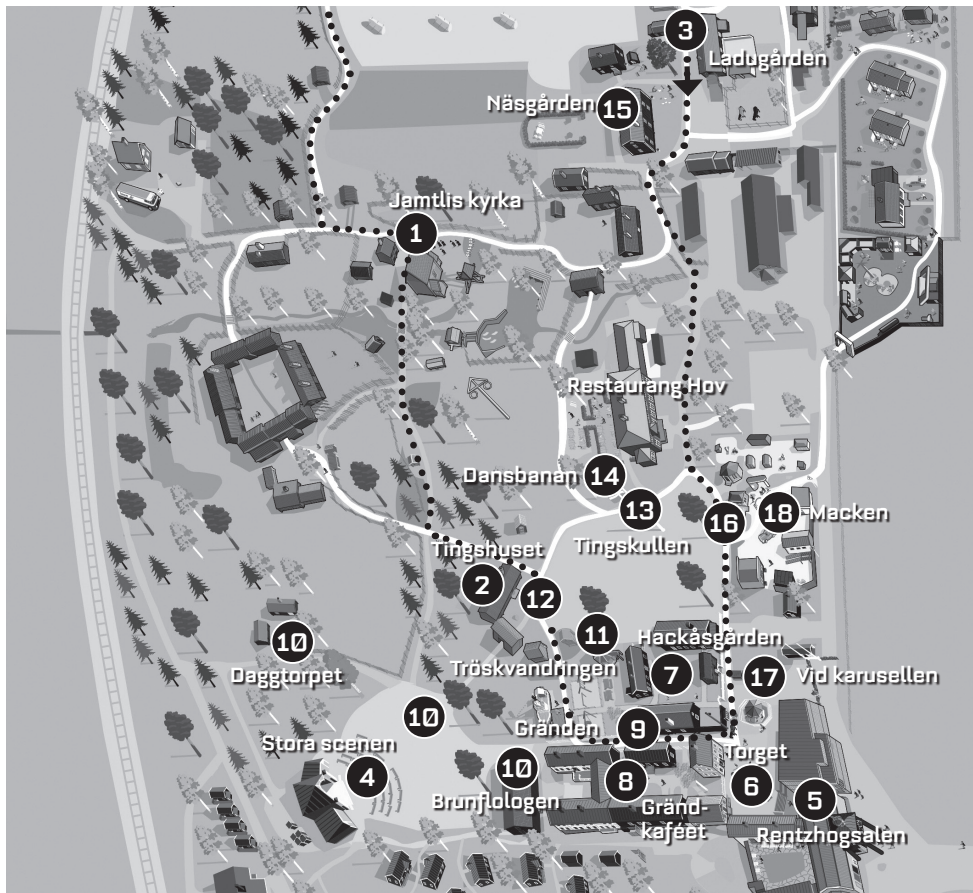 3
Ladugården
Näsgården 15
Jamtlis kyrka
1
Restaurang Hov
Dansbanan 14
13
Tingskullen
16
18 Macken
Tingshuset
2
12
11
Tröskvandringen
Hackåsgården
7
17 Vid karusellen
10
Daggtorpet
10
Gränden 9
Stora scenen
4
10
Brunflologen
8
Gränd-
kaféet
Torget
6
5
Rentzhogsalen